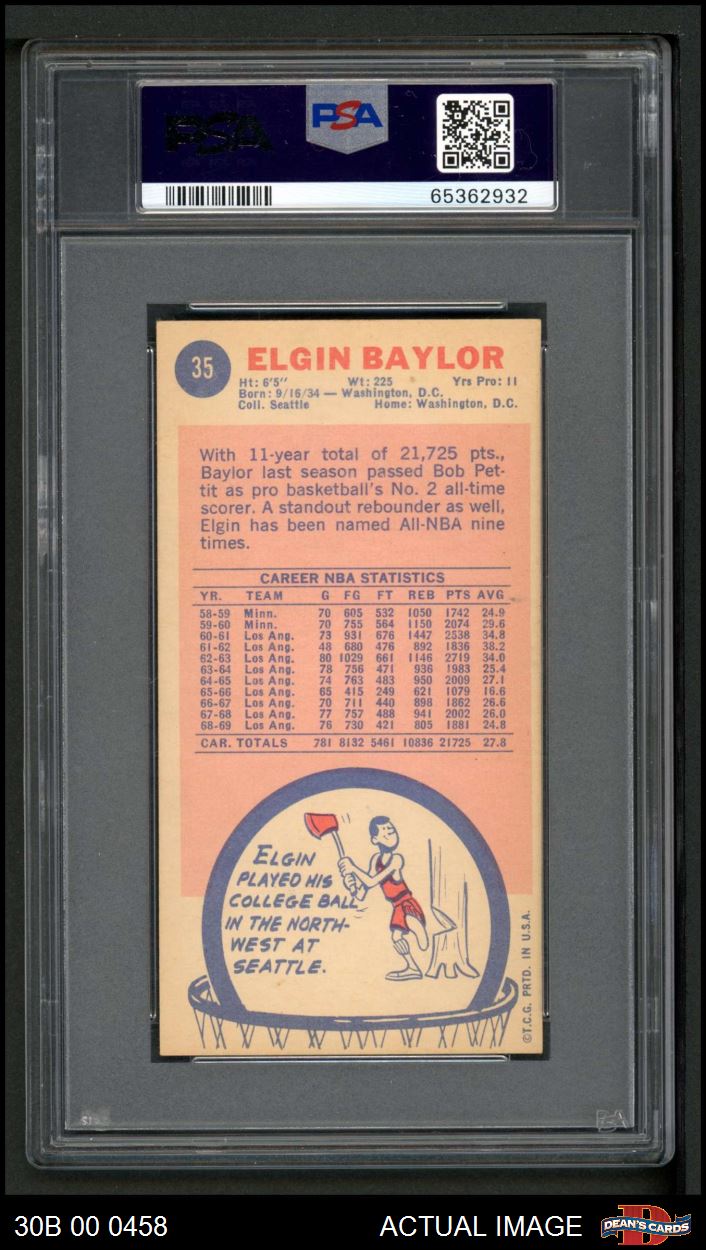 PSA
PSA
65362932
35
ELGIN BAYLOR
Ht: 6'5" Wt: 225 Yrs Pro: 11
Born: 9/16/34 — Washington, D.C.
Coll. Seattle Home: Washington, D.C.
With 11-year total of 21,725 pts.,
Baylor last season passed Bob Pet-
tit as pro basketball's No. 2 all-time
scorer. A standout rebounder as well,
Elgin has been named All-NBA nine
times.
CAREER NBA STATISTICS
YR. TEAM G FG FT REB PTS AVG
58-59 Minn. 70 605 532 1050 1742 24.9
59-60 Minn. 70 755 564 1150 2074 29.6
60-61 Los Ang. 73 931 676 1447 2538 34.8
61-62 Los Ang. 48 680 476 892 1836 38.2
62-63 Los Ang. 80 1029 661 1146 2719 34.0
63-64 Los Ang. 78 756 471 936 1983 25.4
64-65 Los Ang. 74 763 483 950 2009 27.1
65-66 Los Ang. 65 415 249 621 1079 16.6
66-67 Los Ang. 70 711 440 898 1862 26.6
67-68 Los Ang. 77 757 488 941 2002 26.0
68-69 Los Ang. 76 730 421 805 1881 24.8
CAR. TOTALS 781 8132 5461 10836 21725 27.8
ELGIN
PLAYED HIS
COLLEGE BALL
IN THE NORTH-
WEST AT
SEATTLE.
©T.C.G. PRTD. IN U.S.A.
30B 00 0458
ACTUAL IMAGE
D
DEAN'S CARDS